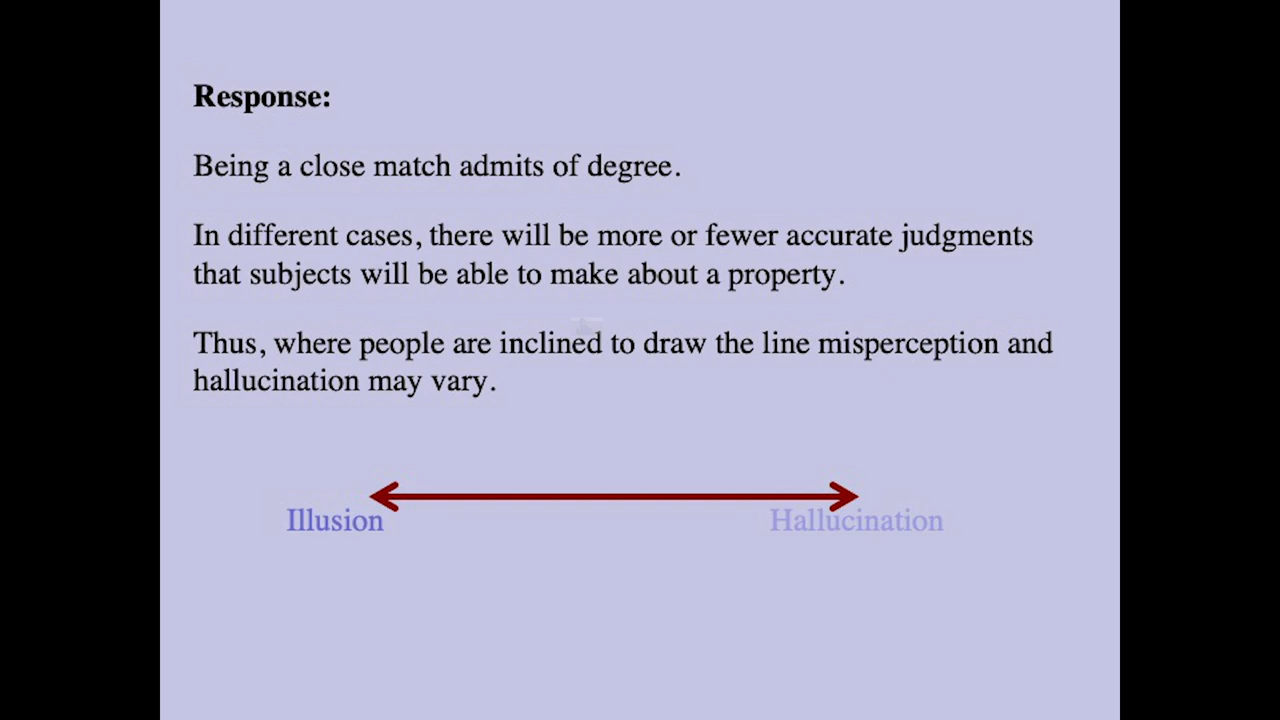 Response:
Being a close match admits of degree.
In different cases, there will be more or fewer accurate judgments
that subjects will be able to make about a property.
Thus, where people are inclined to draw the line misperception and
hallucination may vary.
Illusion
Hallucination